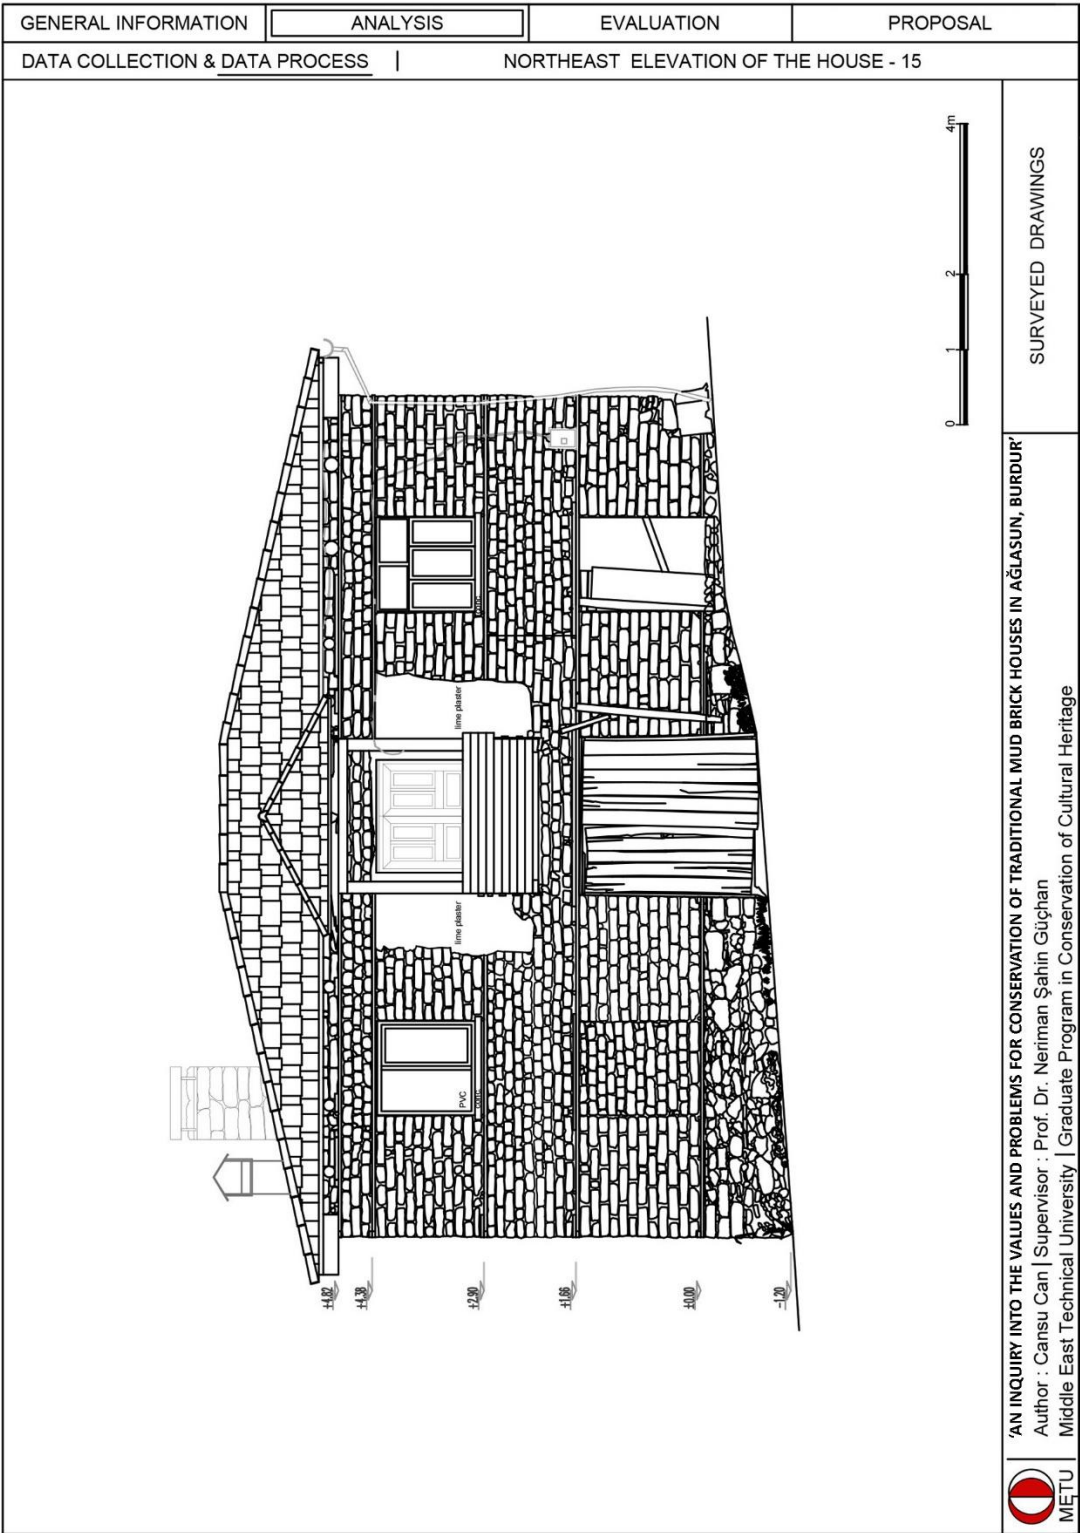 GENERAL INFORMATION
ANALYSIS
EVALUATION
PROPOSAL
DATA COLLECTION & DATA PROCESS |
NORTHEAST ELEVATION OF THE HOUSE - 15
0 1 2 4m
lime plaster
lime plaster
PVC
conc.
conc.
+4.82
+4.38
+2.90
+1.66
±0.00
-1.20
SURVEYED DRAWINGS
'AN INQUIRY INTO THE VALUES AND PROBLEMS FOR CONSERVATION OF TRADITIONAL MUD BRICK HOUSES IN AĞLASUN, BURDUR'
Author : Cansu Can | Supervisor : Prof. Dr. Neriman Şahin Güçhan
Middle East Technical University | Graduate Program in Conservation of Cultural Heritage
METU